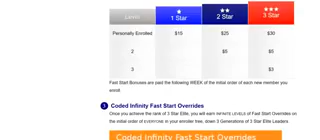 Levels
1 Star
2 Star
3 Star
Personally Enrolled $15 $25 $30
2 $5 $5
3 $3
Fast Start Bonuses are paid the following WEEK of the initial order of each new member you
enroll.
3 Coded Infinity Fast Start Overrides
Once you achieve the rank of 3 Star Elite, you will earn INFINITE LEVELS of Fast Start Overrides on
the initial order of EVERYONE in your enroller tree, down 3 Generations of 3 Star Elite Leaders.
Coded Infinity Fast Start Overrides